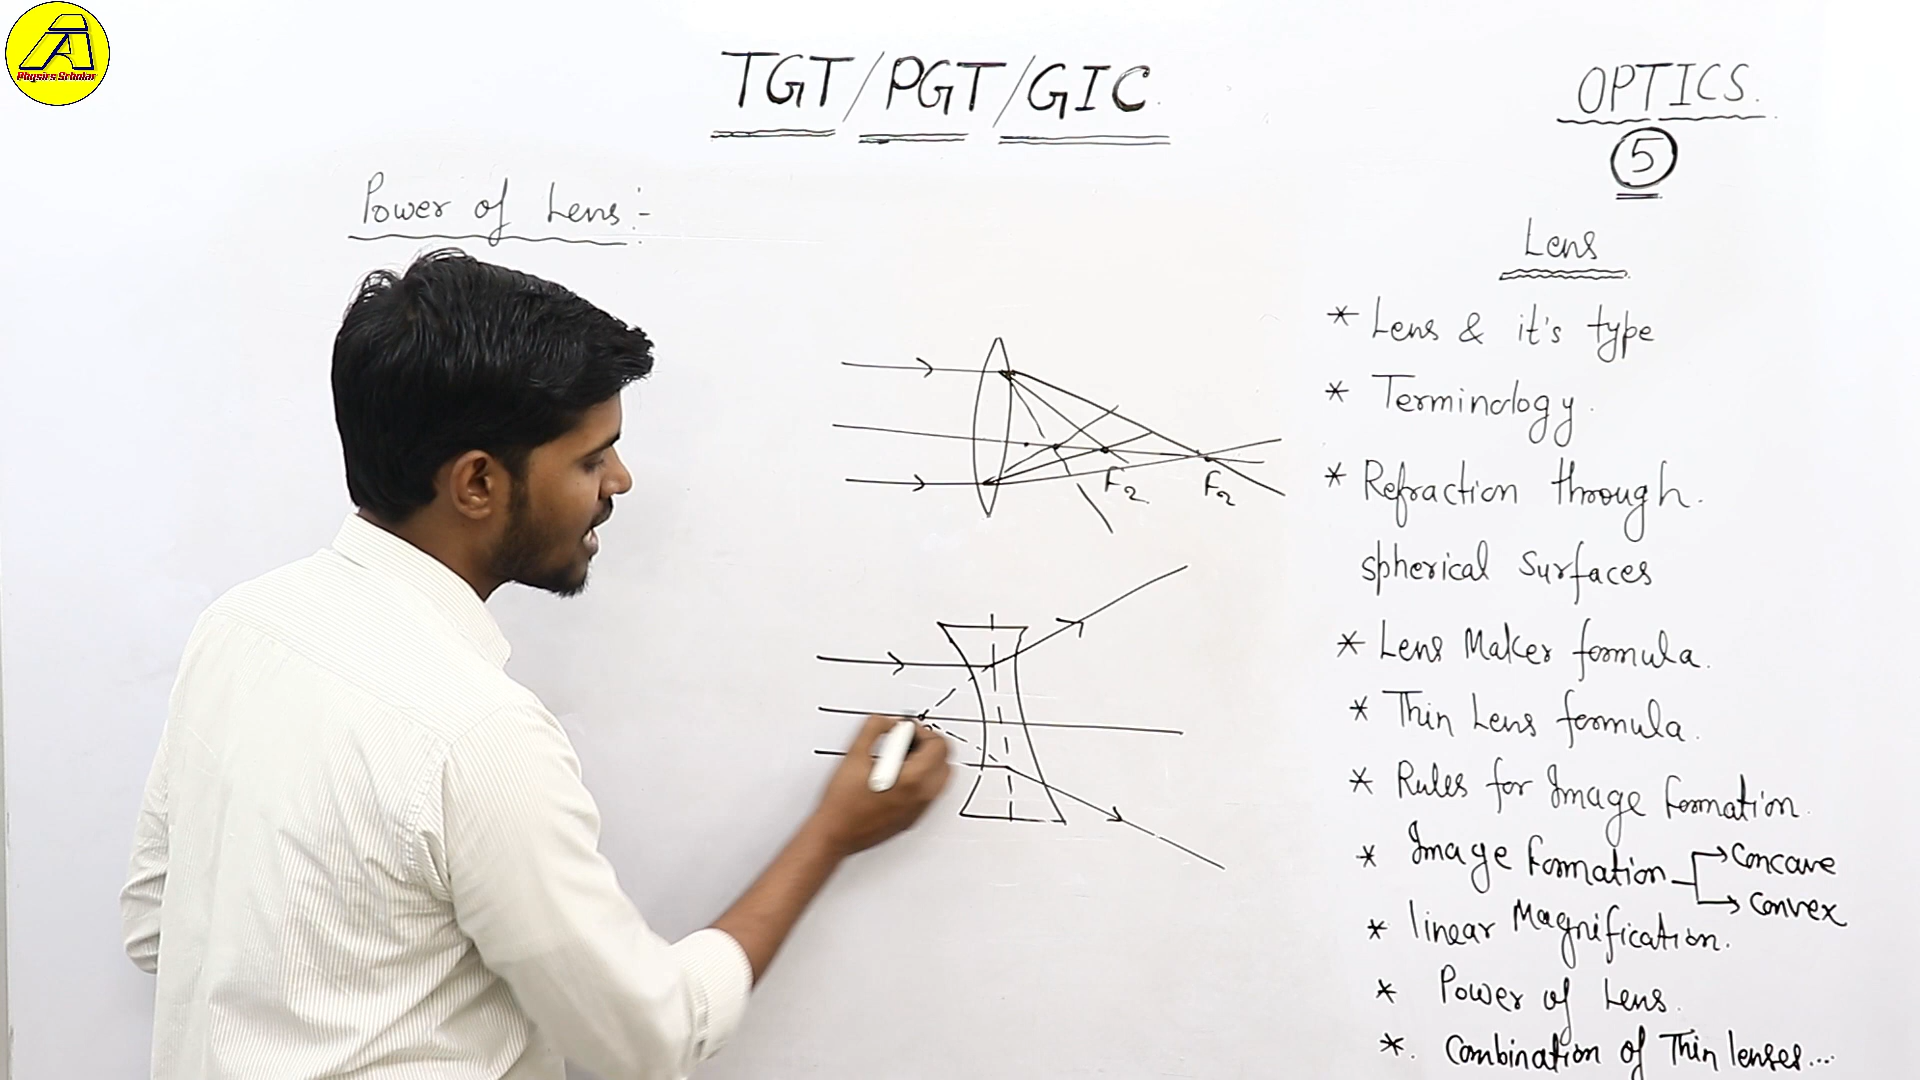 Physics Scholar
TGT/PGT/GIC
OPTICS.
5
Power of Lens:-
Lens
* Lens & it's type
* Terminology.
* Refraction through.
spherical surfaces
* Lens Maker formula.
* Thin Lens formula.
* Rules for Image formation.
* Image formation
Concave
Convex
* linear Magnification.
* Power of Lens.
*. Combination of Thin lenses...
F2
F2